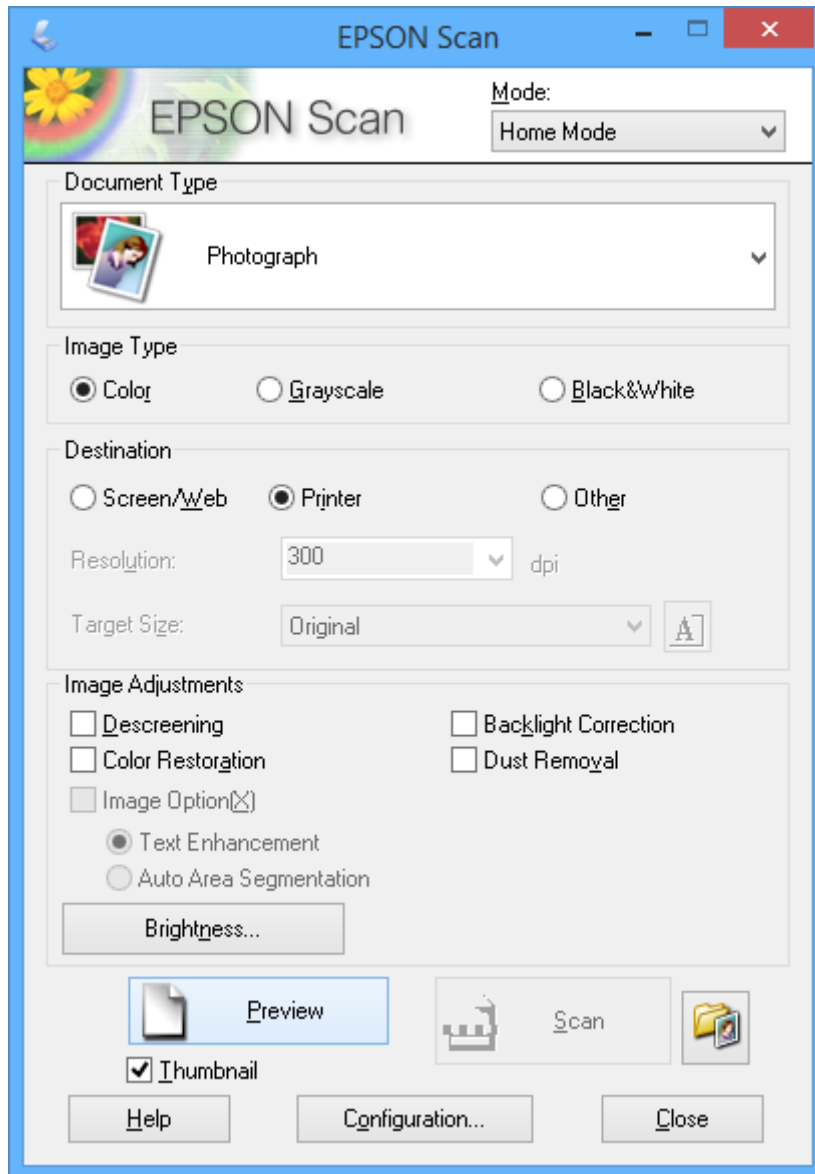 EPSON Scan
EPSON Scan
Mode:
Home Mode
Document Type
Photograph
Image Type
Color Grayscale Black&White
Destination
Screen/Web Printer Other
Resolution: 300 dpi
Target Size: Original A
Image Adjustments
Descreening Backlight Correction
Color Restoration Dust Removal
Image Option(X)
Text Enhancement
Auto Area Segmentation
Brightness...
Preview Scan
Thumbnail
Help Configuration... Close